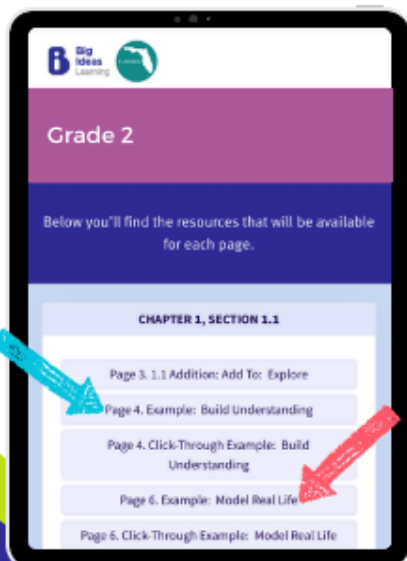 Big
Ideas
Learning
FLORIDA
Grade 2
Below you"ll find the resources that will be available
for each page.
CHAPTER 1, SECTION 1.1
Page 3. 1.1 Addition: Add To: Explore
Page 4. Example: Build Understanding
Page 4. Click-Through Example: Build
Understanding
Page 6. Example: Model Real Life
Page 6. Click-Through Example: Model Real Life